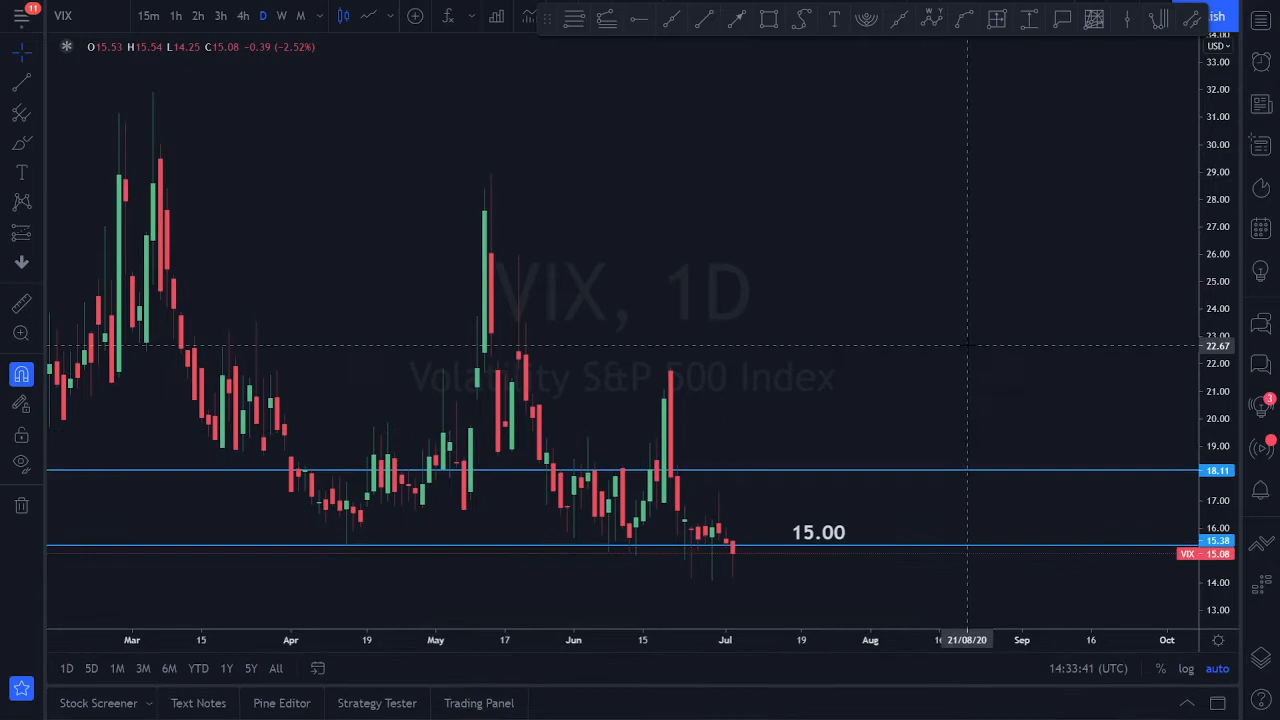 11
VIX
15m 1h 2h 3h 4h D W M
ish
34.00
USD
O15.53 H15.54 L14.25 C15.08 -0.39 (-2.52%)
33.00
32.00
31.00
30.00
29.00
28.00
27.00
26.00
25.00
24.00
23.00
22.67
22.00
21.00
20.00
19.00
18.11
17.00
16.00
15.38
VIX 15.08
14.00
13.00
VIX, 1D
Volatility S&P 500 Index
15.00
3
Mar 15 Apr 19 May 17 Jun 15 Jul 19 Aug 21/08/20 Sep 16 Oct
1D 5D 1M 3M 6M YTD 1Y 5Y All
14:33:41 (UTC) % log auto
Stock Screener Text Notes Pine Editor Strategy Tester Trading Panel